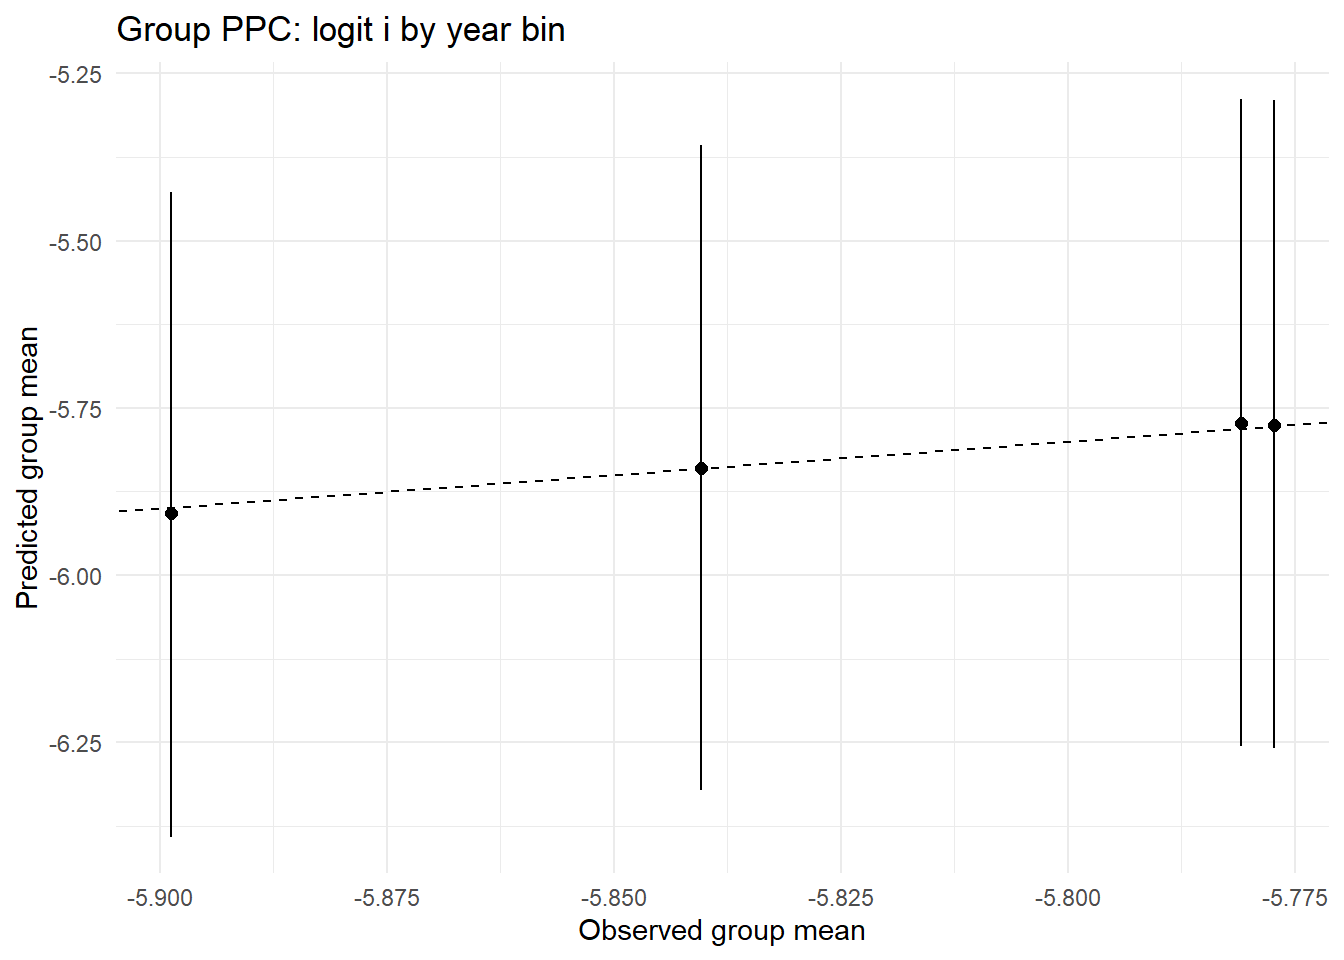 Group PPC: logit i by year bin
-5.25
-5.50
-5.75
-6.00
-6.25
Predicted group mean
-5.900 -5.875 -5.850 -5.825 -5.800 -5.775
Observed group mean